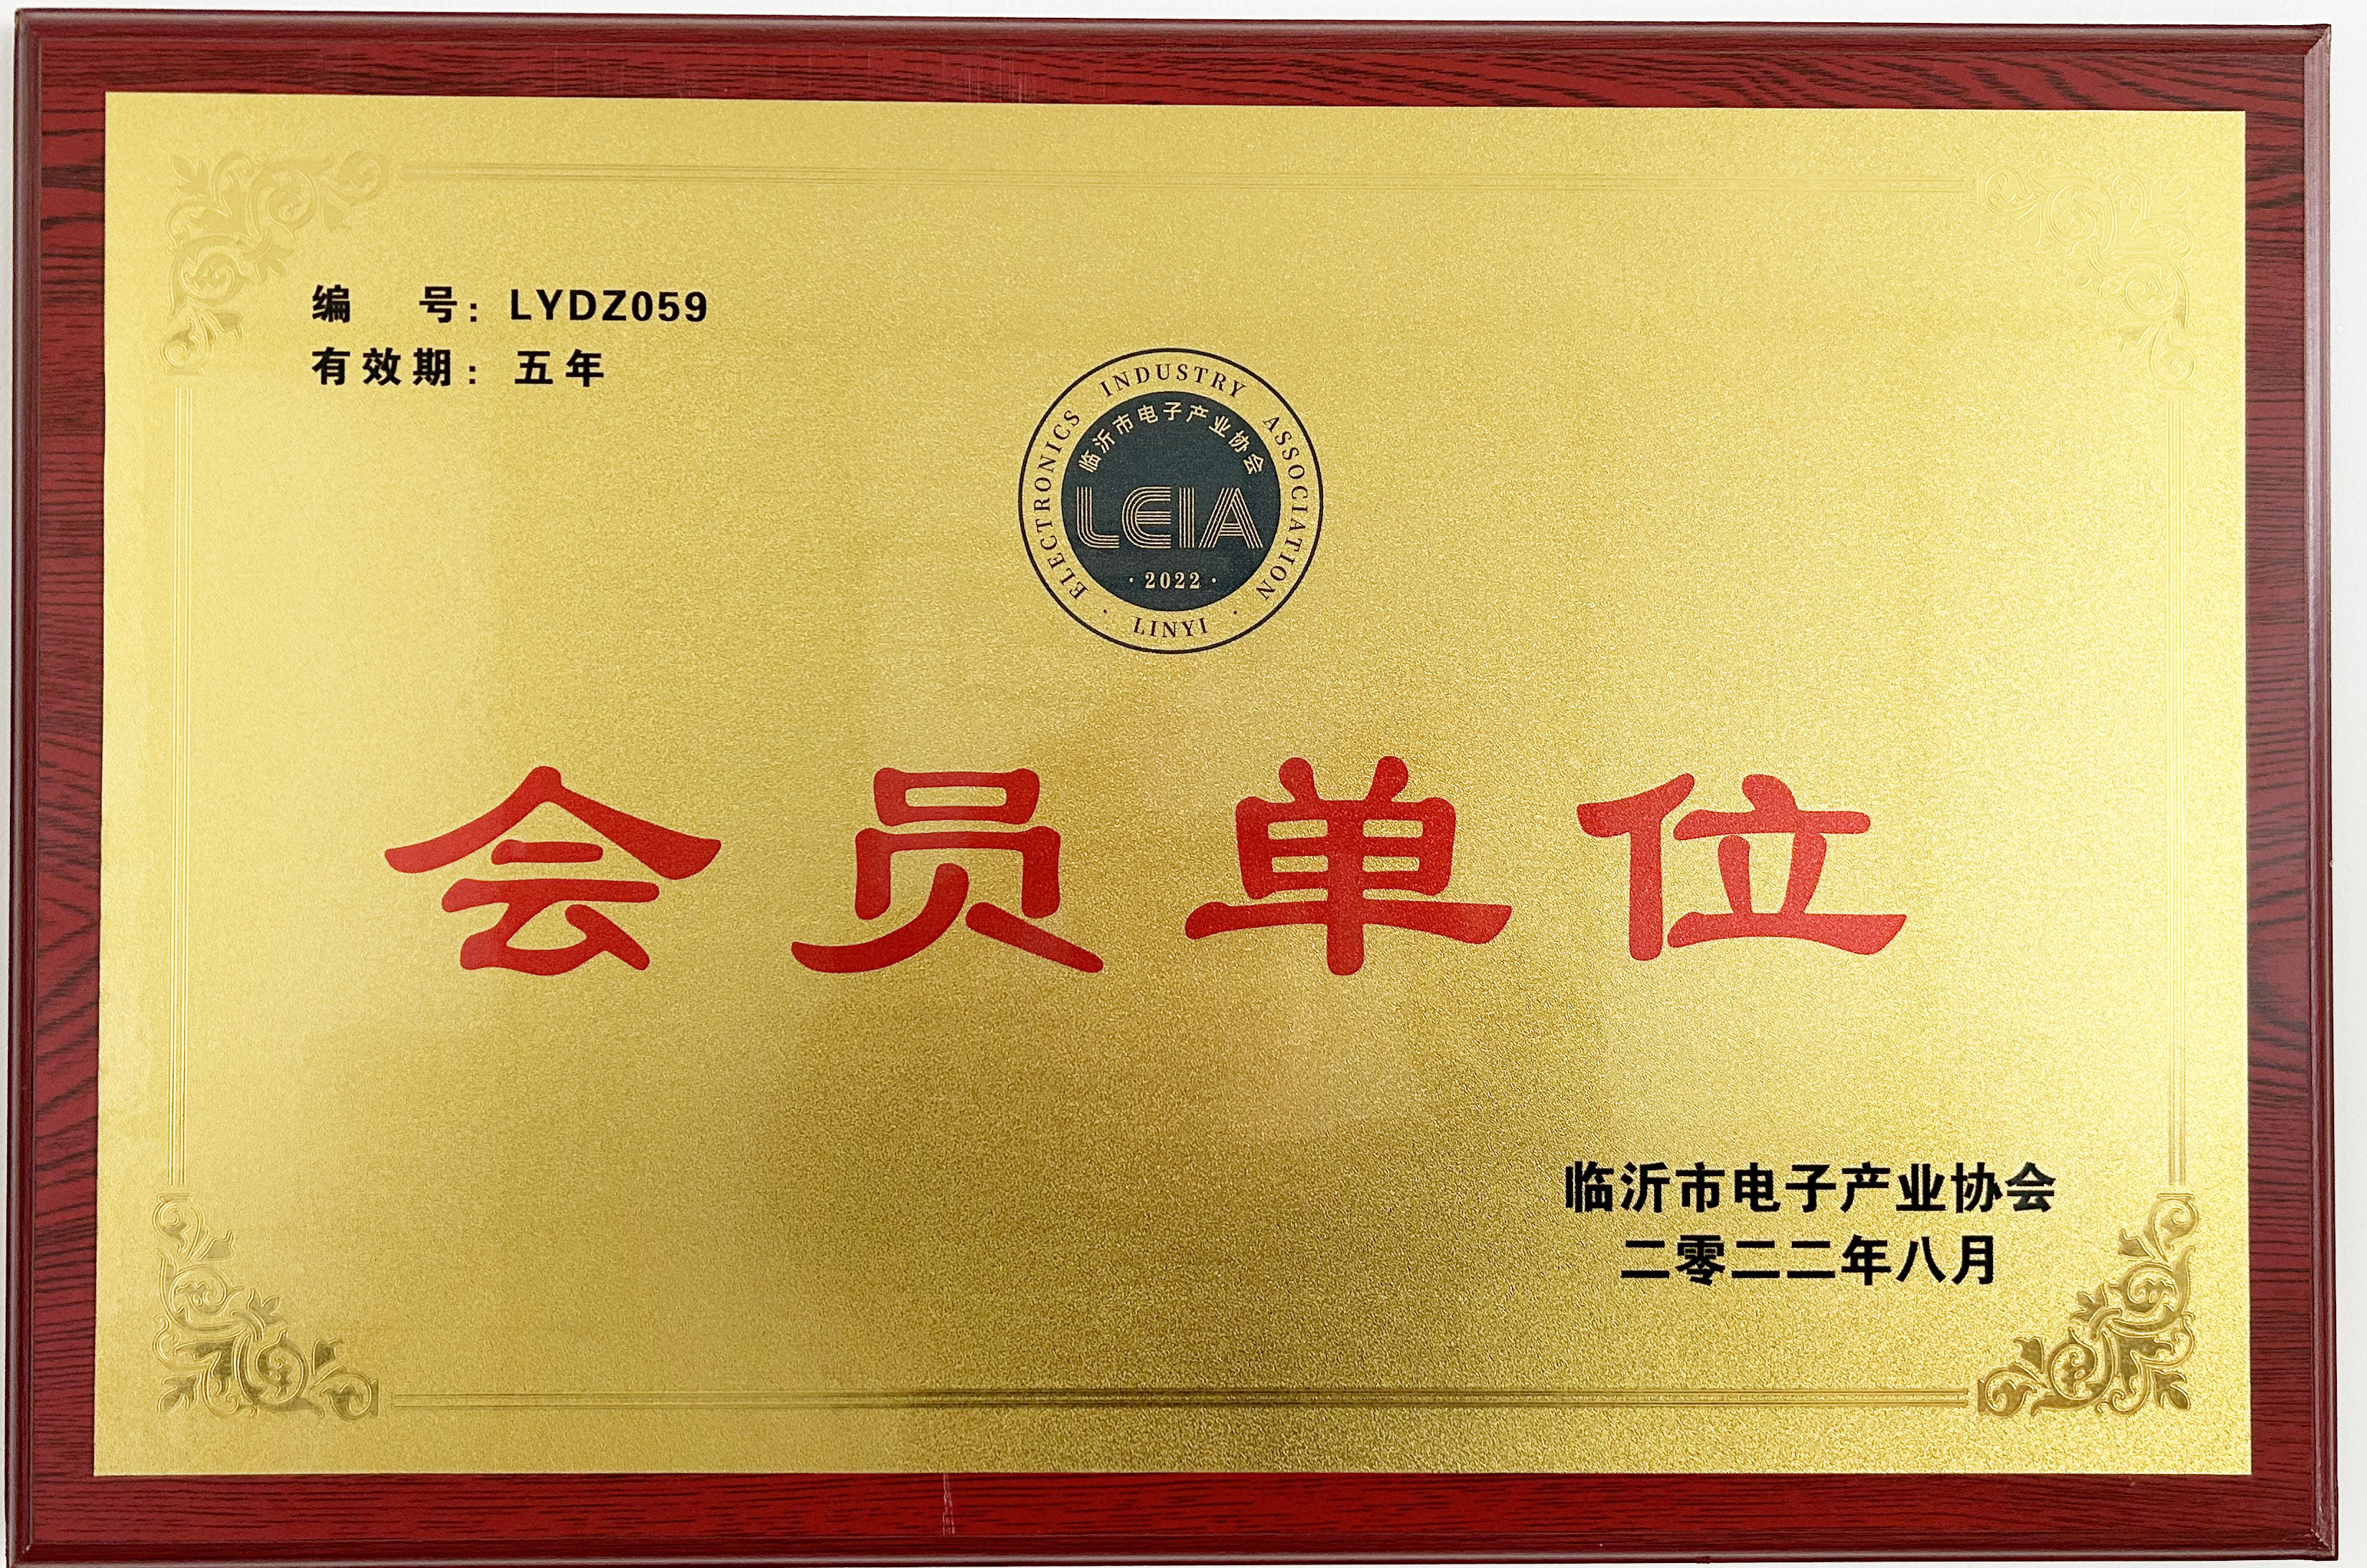 编 号: LYDZ059
有效期: 五年
ELECTRONICS INDUSTRY ASSOCIATION
临沂市电子产业协会
LEIA
·2022·
· LINYI ·
会员单位
临沂市电子产业协会
二零二二年八月